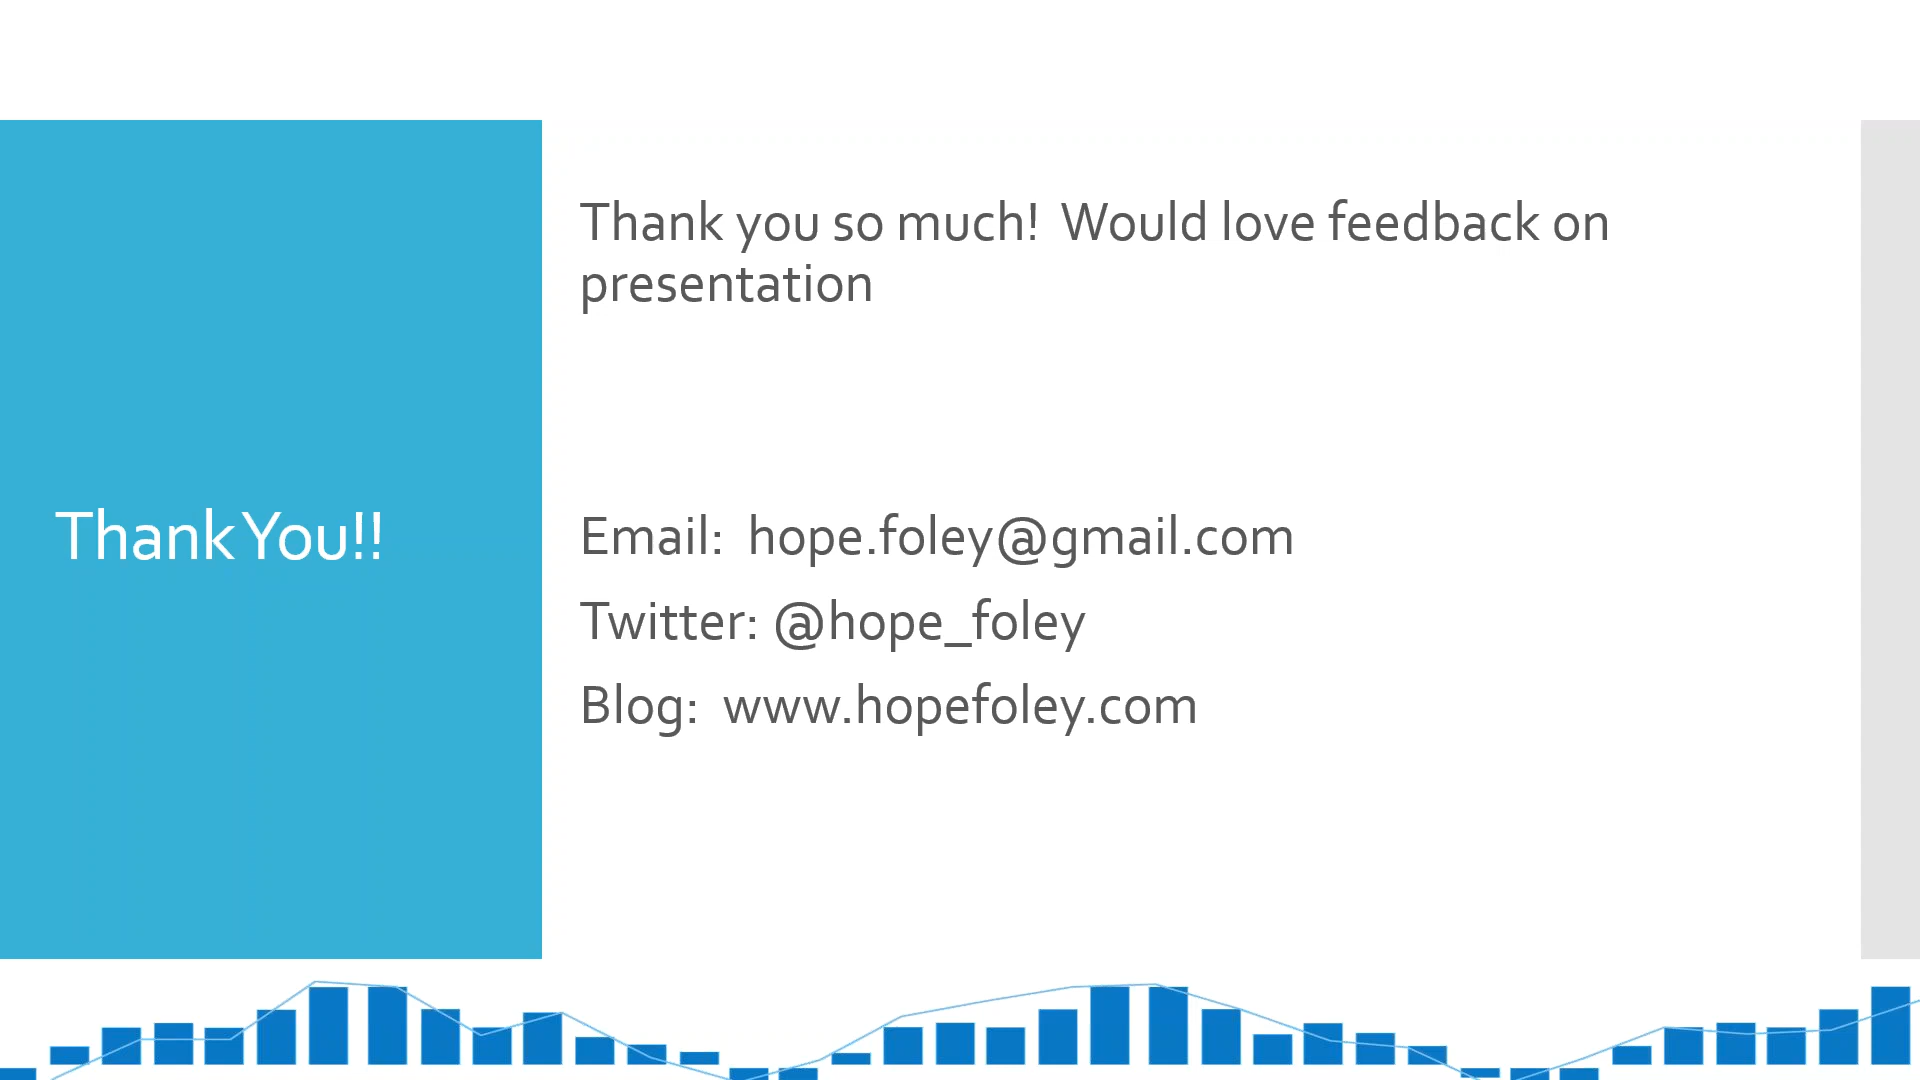 Thank You!!
Thank you so much!  Would love feedback on
presentation
Email:  hope.foley@gmail.com
Twitter: @hope_foley
Blog:  www.hopefoley.com